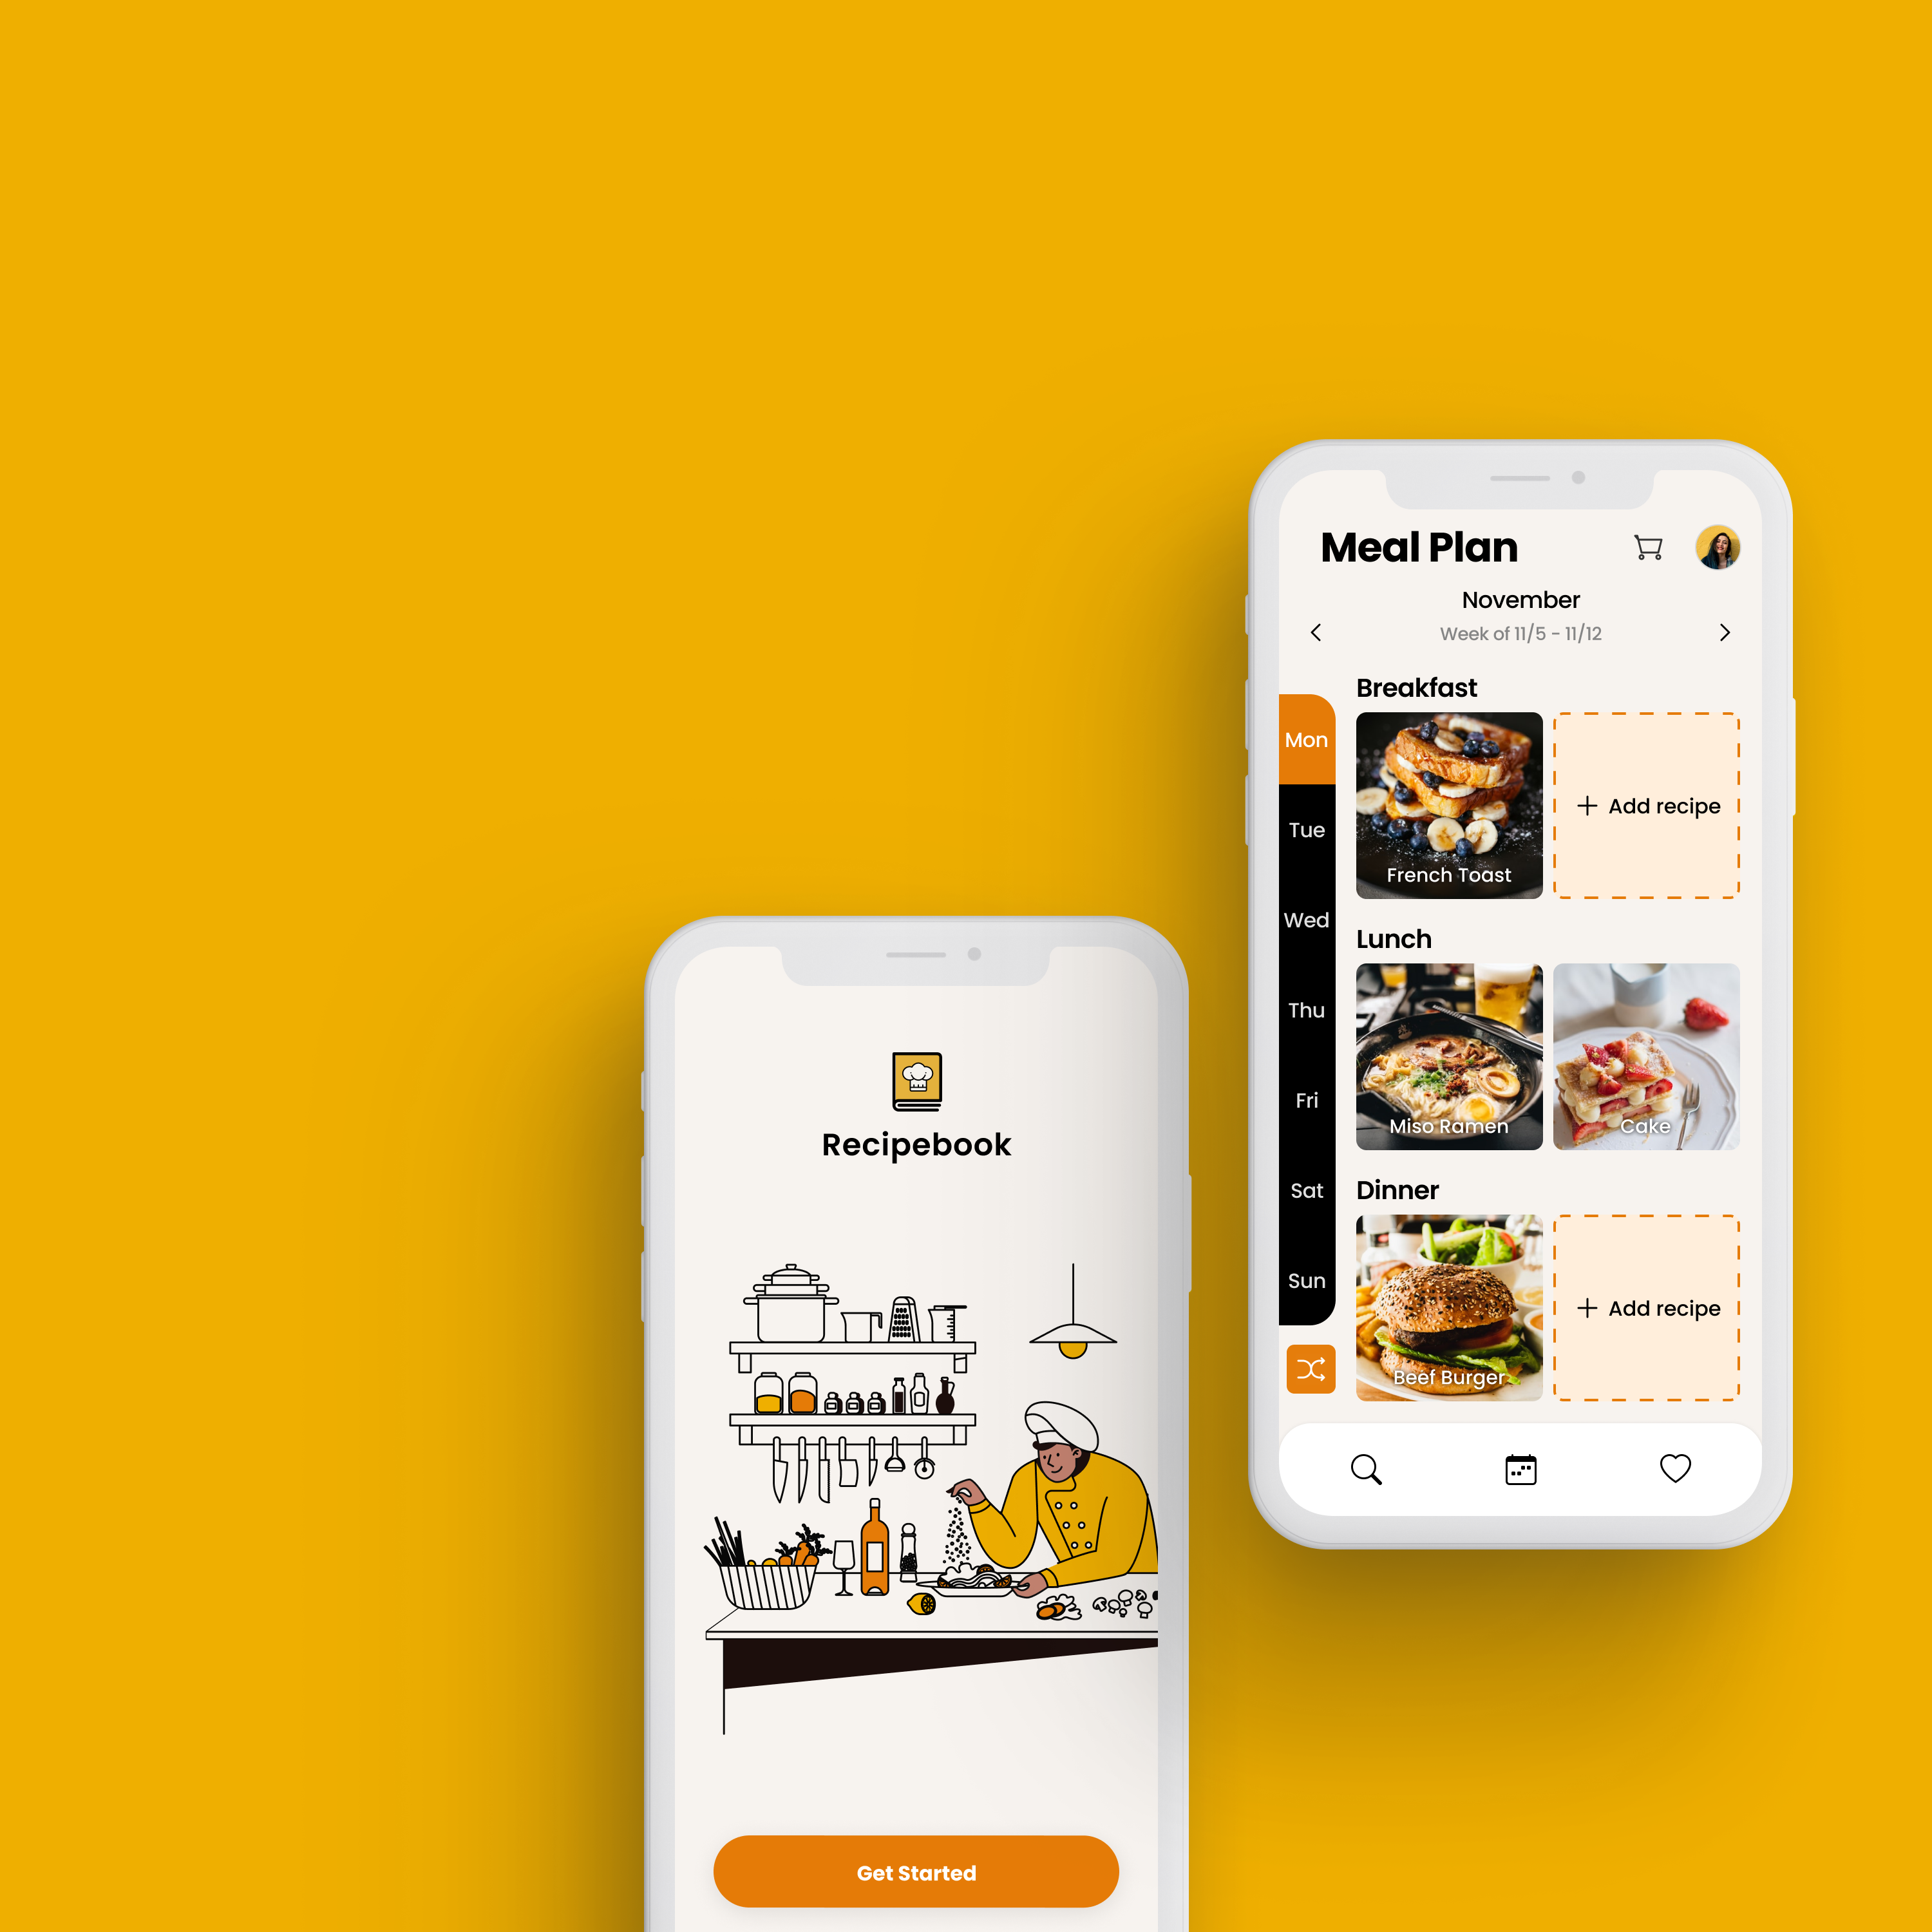 Meal Plan
November
Week of 11/5 - 11/12
Mon
Tue
Wed
Thu
Fri
Sat
Sun
Breakfast
French Toast
+ Add recipe
Lunch
Miso Ramen
Cake
Dinner
Beef Burger
+ Add recipe
Recipebook
Get Started